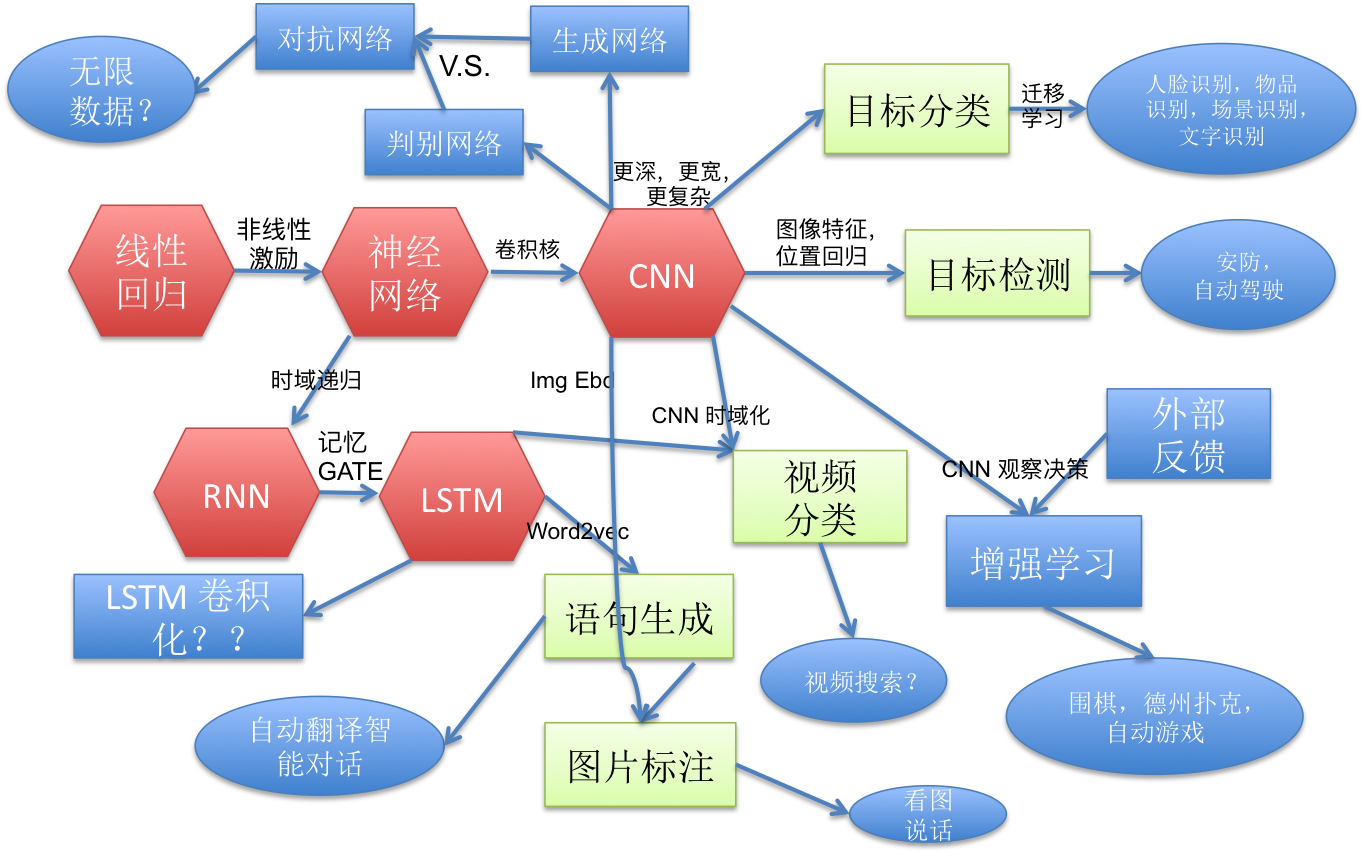 对抗网络
生成网络
V.S.
无限
数据？
判别网络
目标分类
迁移
学习
人脸识别，物品
识别，场景识别，
文字识别
更深，更宽，
更复杂
线性
回归
非线性
激励
神经
网络
卷积核
CNN
图像特征，
位置回归
目标检测
安防，
自动驾驶
时域递归
Img Ebd
CNN 时域化
外部
反馈
记忆
GATE
RNN
LSTM
视频
分类
CNN 观察决策
Word2vec
增强学习
LSTM 卷积
化？？
语句生成
视频搜索？
围棋，德州扑克，
自动游戏
自动翻译智
能对话
图片标注
看图
说话